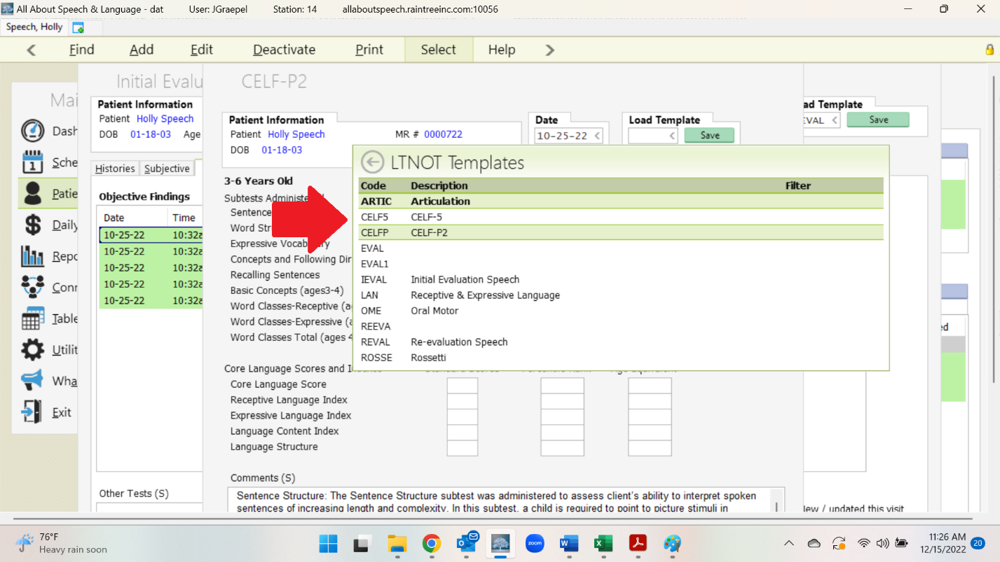 All About Speech & Language - dat User: JGraepel Station: 14 allaboutspeech.raintreeinc.com:10056
Speech, Holly
Find Add Edit Deactivate Print Select Help
Initial Evalu
CELF-P2
Mai
Patient Information
Patient Holly Speech
DOB 01-18-03 Age
Patient Information
Patient Holly Speech MR # 0000722
DOB 01-18-03
Date
10-25-22
Load Template
Save
ad Template
EVAL Save
Dash
Sche
Patie
Daily
Repo
Conn
Table
Utilit
Wha
Exit
Histories Subjective
Objective Findings
Date Time
10-25-22 10:32a
10-25-22 10:32a
10-25-22 10:32a
10-25-22 10:32a
10-25-22 10:32a
Other Tests (S)
3-6 Years Old
Subtests Administe
Sentence
Word Str
Expressive Vocab ry
Concepts and Following Dir
Recalling Sentences
Basic Concepts (ages3-4)
Word Classes-Receptive (a
Word Classes-Expressive (a
Word Classes Total (ages 4
LTNOT Templates
Code Description Filter
ARTIC Articulation
CELF5 CELF-5
CELFP CELF-P2
EVAL
EVAL1
IEVAL Initial Evaluation Speech
LAN Receptive & Expressive Language
OME Oral Motor
REEVA
REVAL Re-evaluation Speech
ROSSE Rossetti
Core Language Scores and I
Core Language Score
Receptive Language Index
Expressive Language Index
Language Content Index
Language Structure
Comments (S)
Sentence Structure: The Sentence Structure subtest was administered to assess client's ability to interpret spoken
sentences of increasing length and complexity. In this subtest, a child is required to point to picture stimuli in
ed
/ updated this visit
76°F
Heavy rain soon
zoom
11:26 AM
12/15/2022
20